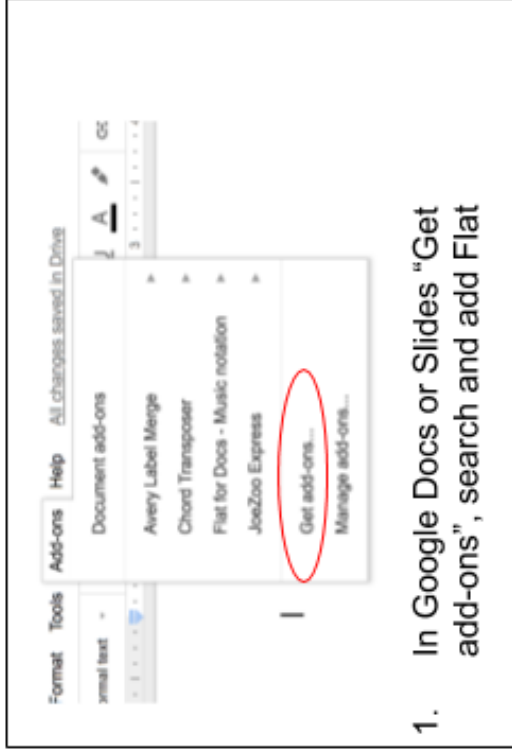 Format Tools Add-ons Help All changes saved in Drive
ormal text
Document add-ons
A
3
Avery Label Merge
Chord Transposer
Flat for Docs - Music notation
JoeZoo Express
Get add-ons...
Manage add-ons...
1. In Google Docs or Slides “Get
add-ons”, search and add Flat